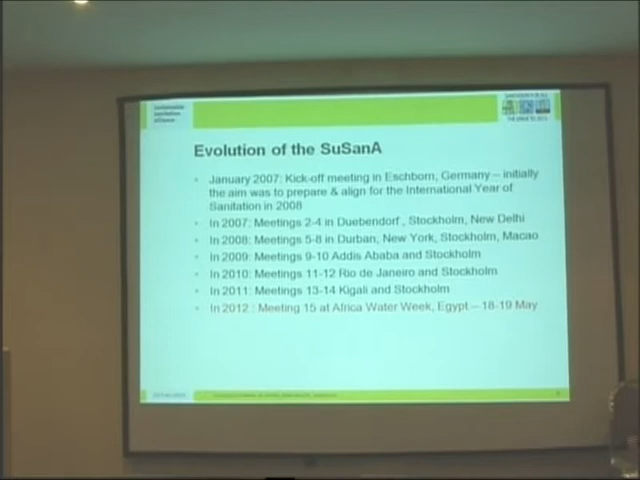 sustainable
sanitation
alliance
Evolution of the SuSanA
January 2007: Kick-off meeting in Eschborn, Germany – initially
the aim was to prepare & align for the International Year of
Sanitation in 2008
In 2007: Meetings 2-4 in Duebendorf , Stockholm, New Delhi
In 2008: Meetings 5-8 in Durban, New York, Stockholm, Macao
In 2009: Meetings 9-10 Addis Ababa and Stockholm
In 2010: Meetings 11-12 Rio de Janeiro and Stockholm
In 2011: Meetings 13-14 Kigali and Stockholm
In 2012 : Meeting 15 at Africa Water Week, Egypt – 18-19 May